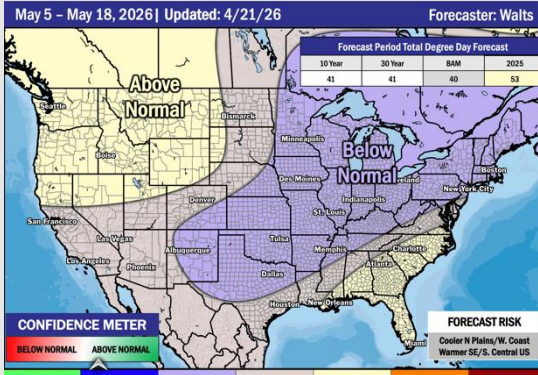 May 5 – May 18, 2026| Updated: 4/21/26
Forecaster: Walts
Forecast Period Total Degree Day Forecast
10 Year 30 Year BAM 2025
41 41 40 53
Above
Normal
Seattle
Bismarck
Minneapolis
Boise
Below
Normal
Boston
eland
New York City
Des Moines
Indianapolis
Denver
St. Louis
San Francisco
Las Vegas
Tulsa
Memphis
Charlotte
Albuquerque
Los Angeles
Phoenix
Atlanta
Dallas
Houston
New Orleans
Miami
CONFIDENCE METER
BELOW NORMAL ABOVE NORMAL
FORECAST RISK
Cooler N Plains/W. Coast
Warmer SE/S. Central US